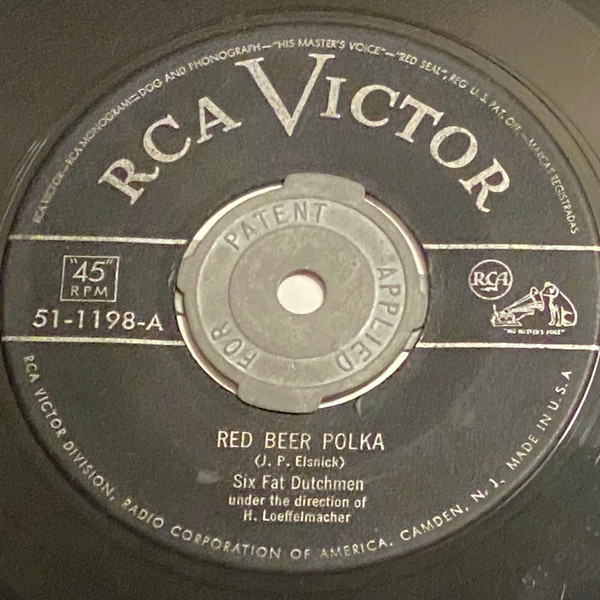 RCA VICTOR—RCA MONOGRAM—DOG AND PHONOGRAPH—"HIS MASTER'S VOICE"—"RED SEAL", REG. U.S. PAT. OFF.—MARCAS REGISTRADAS
RCA VICTOR
PATENT APPLIED FOR
"45"
RPM
51-1198-A
RCA
"HIS MASTER'S VOICE"
RED BEER POLKA
(J. P. Elsnick)
Six Fat Dutchmen
under the direction of
H. Loeffelmacher
RCA VICTOR DIVISION, RADIO CORPORATION OF AMERICA, CAMDEN, N. J. MADE IN U.S.A